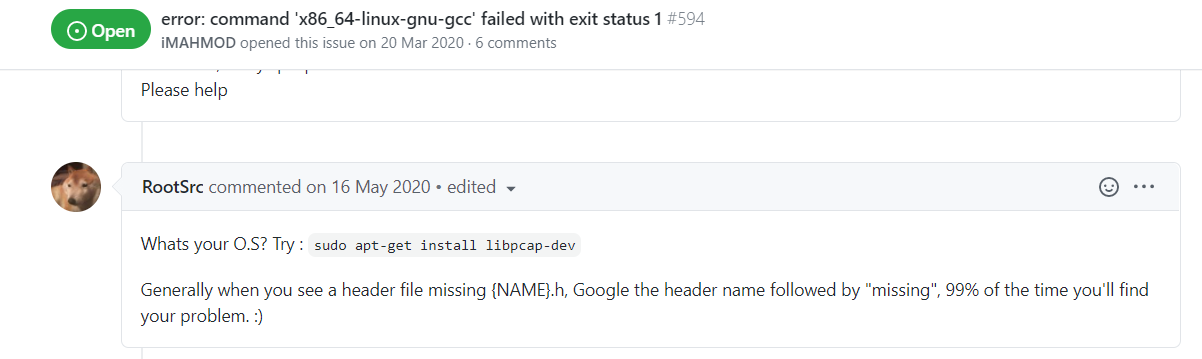 Open
error: command 'x86_64-linux-gnu-gcc' failed with exit status 1 #594
iMAHMOD opened this issue on 20 Mar 2020 · 6 comments
Please help
RootSrc commented on 16 May 2020 • edited
Whats your O.S? Try : sudo apt-get install libpcap-dev
Generally when you see a header file missing {NAME}.h, Google the header name followed by "missing", 99% of the time you'll find
your problem. :)